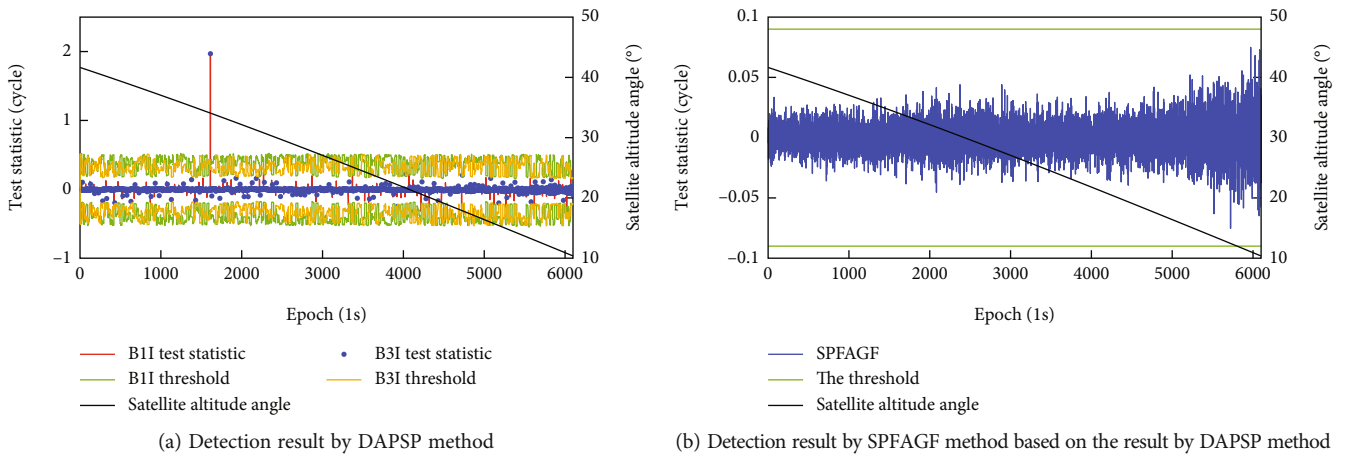 2
1
0
−1
Test statistic (cycle)
50
40
30
20
10
Satellite altitude angle (°)
0 1000 2000 3000 4000 5000 6000
Epoch (1s)
B1I test statistic
B3I test statistic
B1I threshold
B3I threshold
Satellite altitude angle
(a) Detection result by DAPSP method
0.1
0.05
0
−0.05
−0.1
Test statistic (cycle)
50
40
30
20
10
Satellite altitude angle (°)
0 1000 2000 3000 4000 5000 6000
Epoch (1s)
SPFAGF
The threshold
Satellite altitude angle
(b) Detection result by SPFAGF method based on the result by DAPSP method